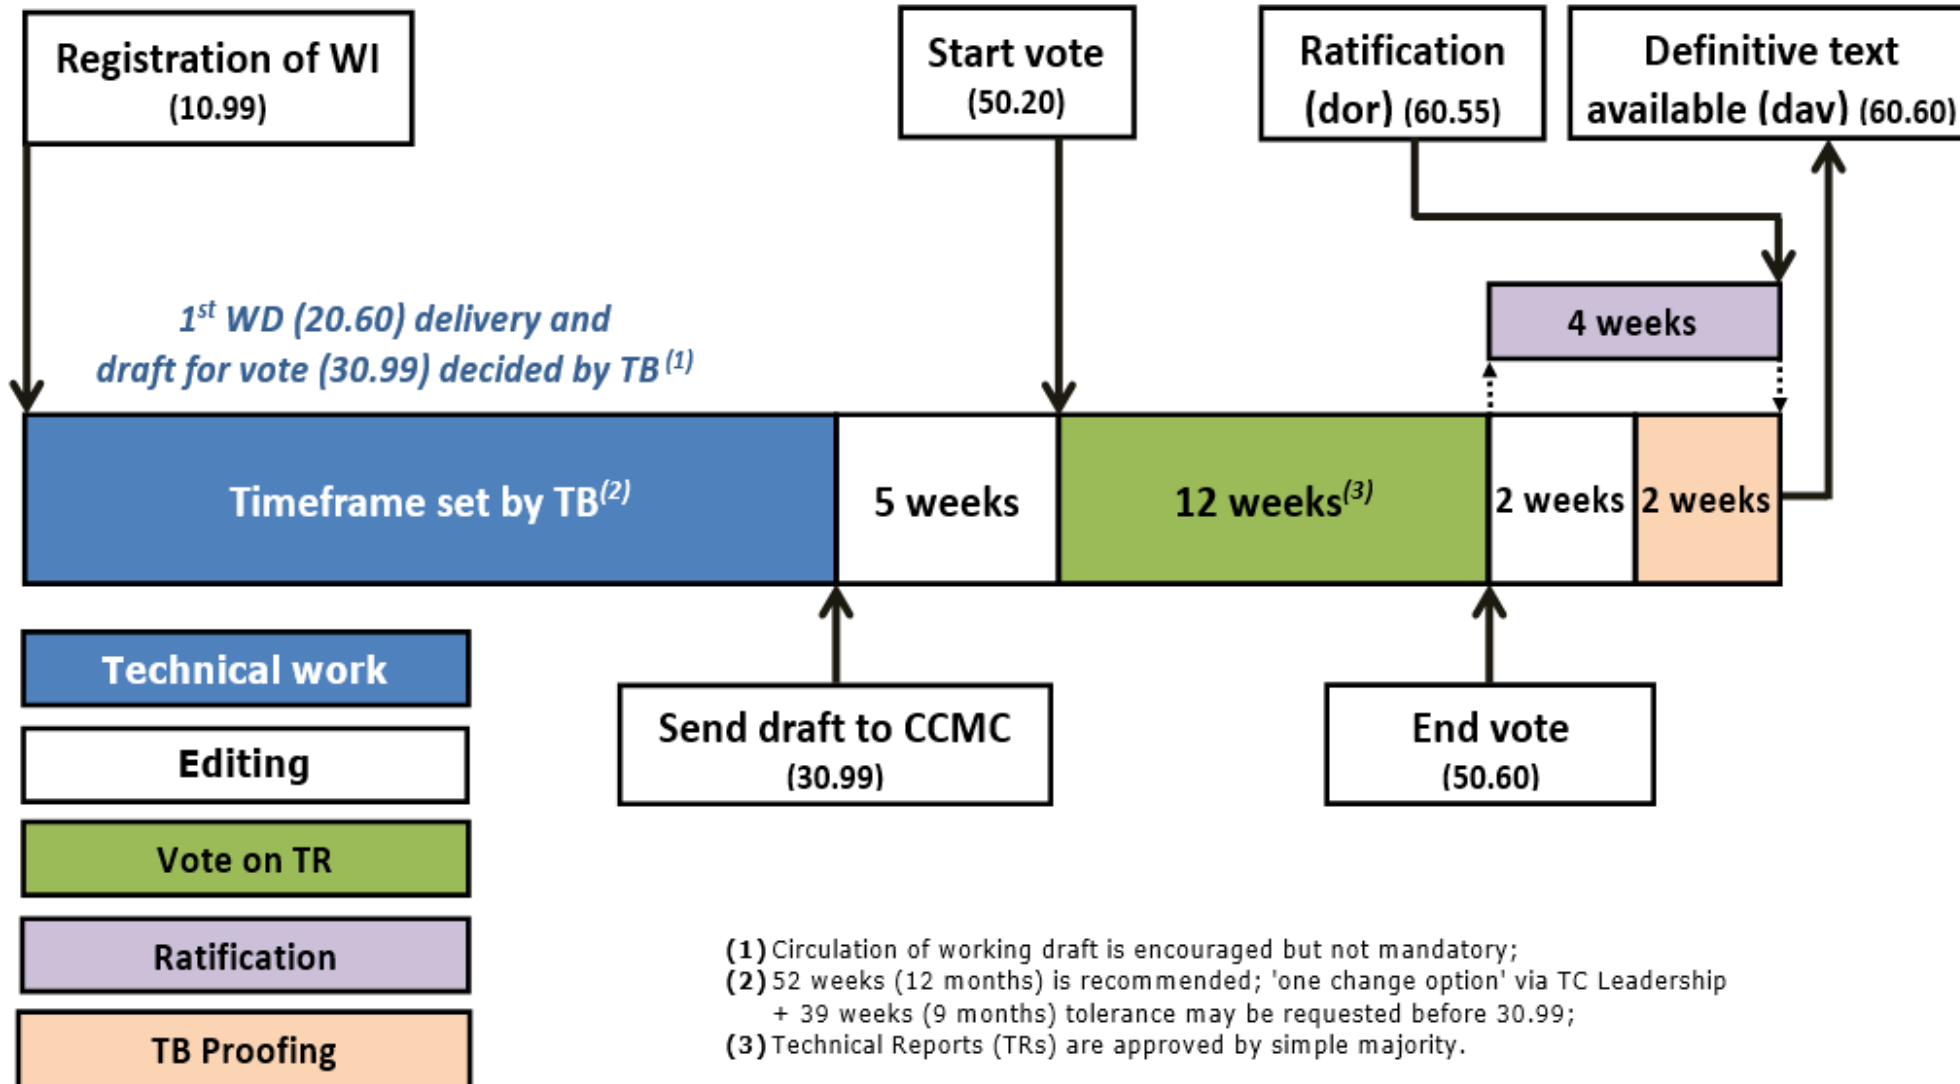 Registration of WI
(10.99)
Start vote
(50.20)
Ratification
(dor) (60.55)
Definitive text
available (dav) (60.60)
1st WD (20.60) delivery and
draft for vote (30.99) decided by TB (1)
4 weeks
Timeframe set by TB(2)
5 weeks
12 weeks(3)
2 weeks
2 weeks
Send draft to CCMC
(30.99)
End vote
(50.60)
Technical work
Editing
Vote on TR
Ratification
TB Proofing
(1) Circulation of working draft is encouraged but not mandatory;
(2) 52 weeks (12 months) is recommended; 'one change option' via TC Leadership
+ 39 weeks (9 months) tolerance may be requested before 30.99;
(3) Technical Reports (TRs) are approved by simple majority.